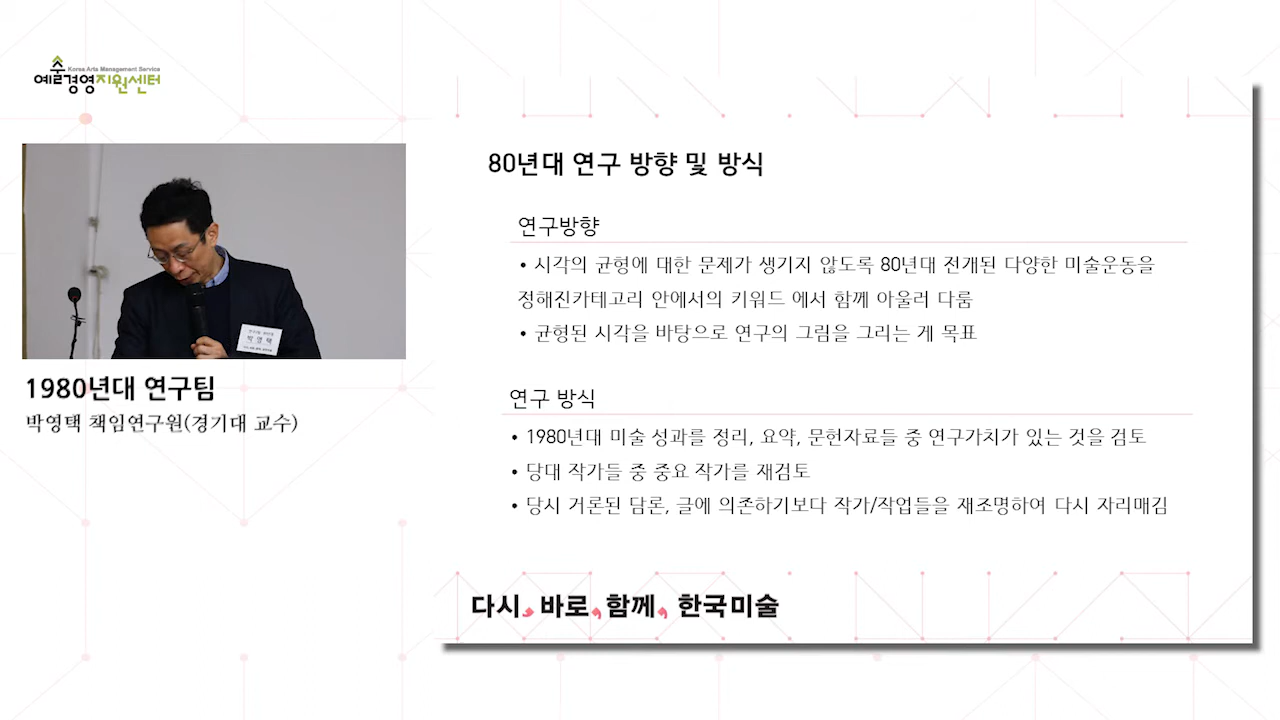 Korea Arts Management Service
예술경영지원센터
80년대 연구 방향 및 방식
연구방향
• 시각의 균형에 대한 문제가 생기지 않도록 80년대 전개된 다양한 미술운동을
정해진카테고리 안에서의 키워드 에서 함께 아울러 다룸
• 균형된 시각을 바탕으로 연구의 그림을 그리는 게 목표
박영택
1980년대 연구팀
박영택 책임연구원(경기대 교수)
연구 방식
• 1980년대 미술 성과를 정리, 요약, 문헌자료들 중 연구가치가 있는 것을 검토
• 당대 작가들 중 중요 작가를 재검토
• 당시 거론된 담론, 글에 의존하기보다 작가/작업들을 재조명하여 다시 자리매김
다시, 바로, 함께, 한국미술